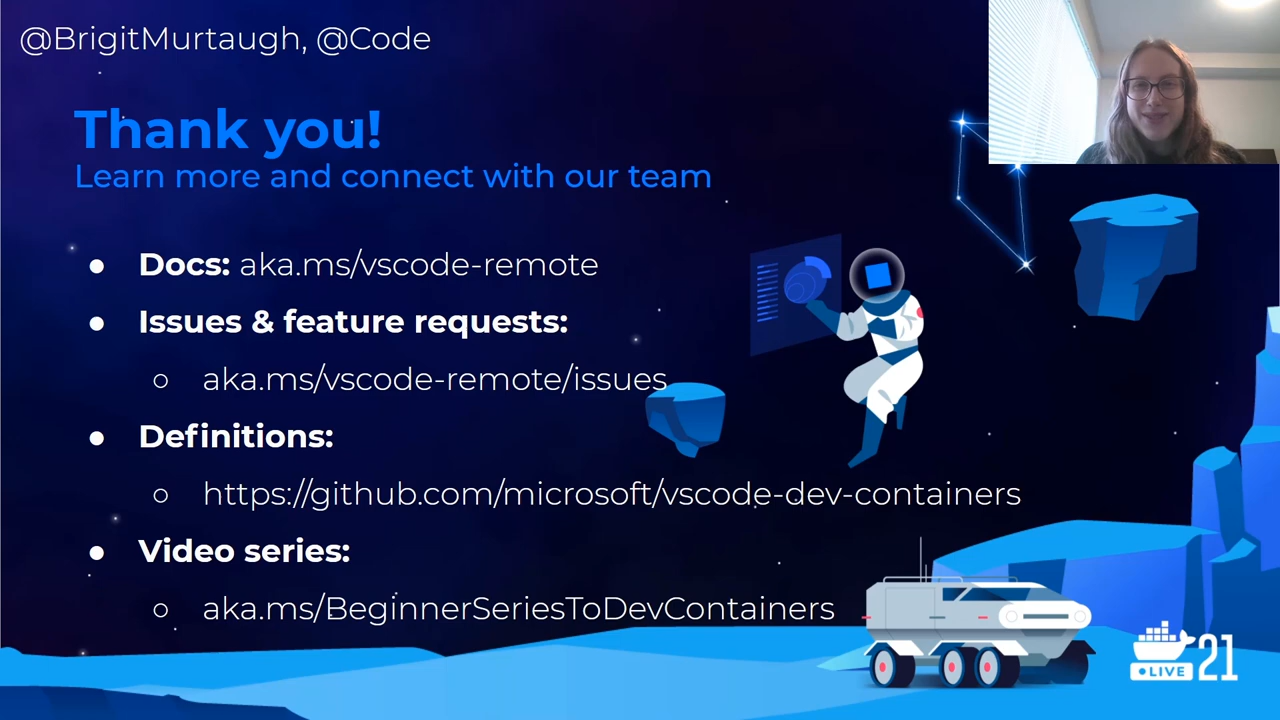 @BrigitMurtaugh, @Code
Thank you!
Learn more and connect with our team
Docs: aka.ms/vscode-remote
Issues & feature requests:
aka.ms/vscode-remote/issues
Definitions:
https://github.com/microsoft/vscode-dev-containers
Video series:
aka.ms/BeginnerSeriesToDevContainers
LIVE 21